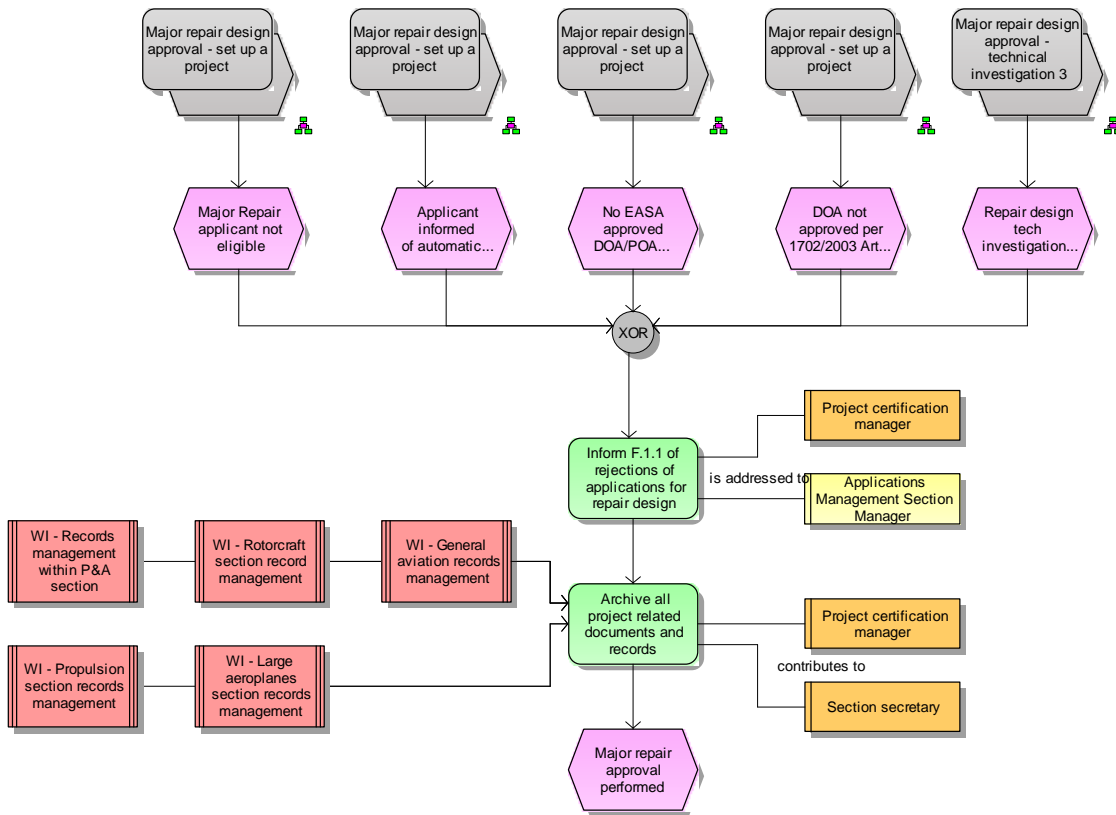 Major repair design
approval - set up a
project
Major repair design
approval - set up a
project
Major repair design
approval - set up a
project
Major repair design
approval - set up a
project
Major repair design
approval -
technical
investigation 3
Major Repair
applicant not
eligible
Applicant
informed
of automatic...
No EASA
approved
DOA/POA...
DOA not
approved per
1702/2003 Art...
Repair design
tech
investigation...
XOR
Project certification
manager
Inform F.1.1 of
rejections of
applications for
repair design
is addressed to
Applications
Management Section
Manager
WI - Records
management
within P&A
section
WI - Rotorcraft
section record
management
WI - General
aviation records
management
Archive all
project related
documents and
records
Project certification
manager
contributes to
WI - Propulsion
section records
management
WI - Large
aeroplanes
section records
management
Section secretary
Major repair
approval
performed